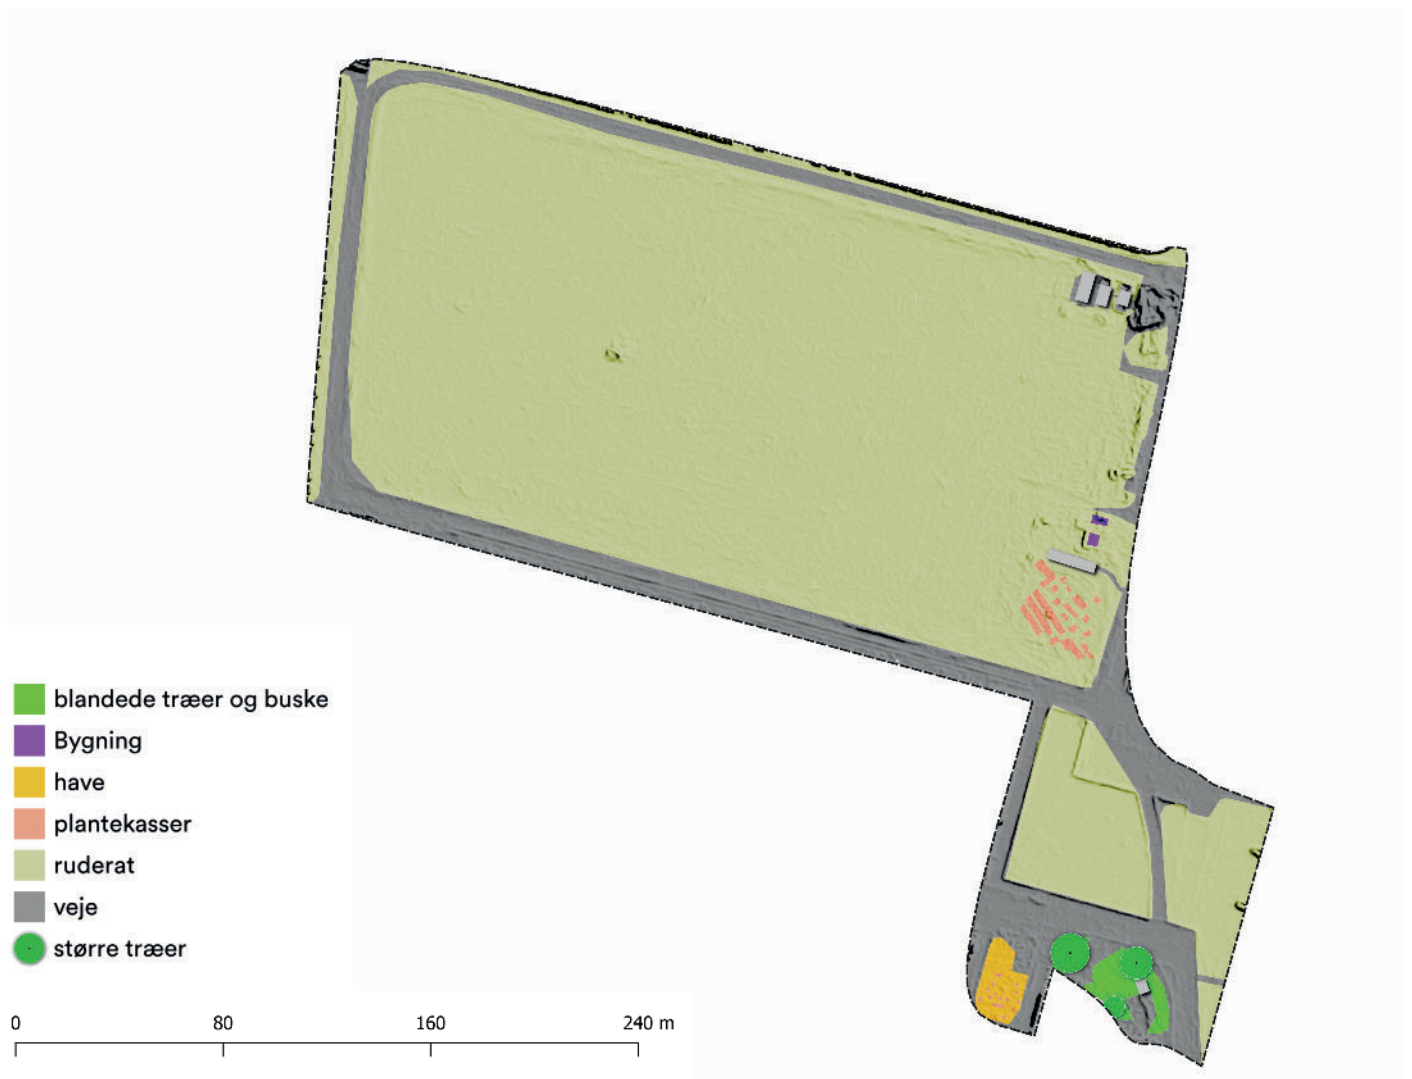 blandede træer og buske
Bygning
have
plantekasser
ruderat
veje
større træer
0 80 160 240 m